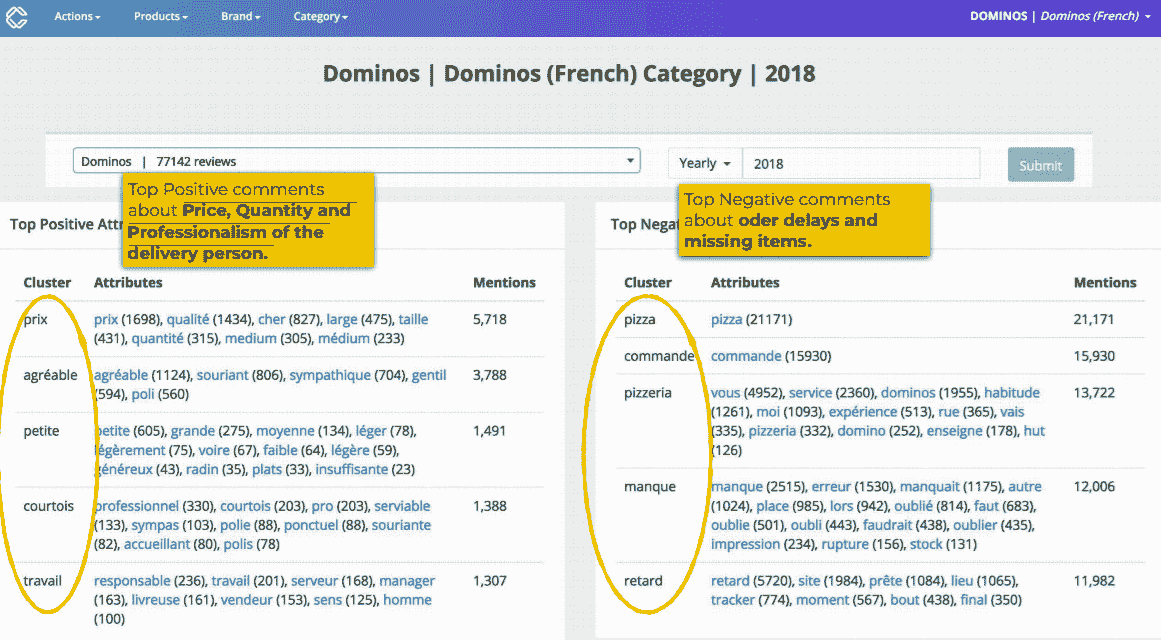 Actions Products Brand Category DOMINOS | Dominos (French)
Dominos | Dominos (French) Category | 2018
Dominos | 77142 reviews
Yearly 2018 Submit
Top Positive comments
about Price, Quantity and
Professionalism of the
delivery person.
Top Negative comments
about oder delays and
missing items.
Top Positive
Cluster Attributes Mentions
prix prix (1698), qualité (1434), cher (827), large (475), taille 5,718
(431), quantité (315), medium (305), médium (233)
agréable agréable (1124), souriant (806), sympathique (704), gentil 3,788
(594), poli (560)
petite petite (605), grande (275), moyenne (134), léger (78), 1,491
légèrement (75), voire (67), faible (64), légère (59),
généreux (43), radin (35), plats (33), insuffisante (23)
courtois professionnel (330), courtois (203), pro (203), serviable 1,388
(133), sympas (103), polie (88), ponctuel (88), souriante
(82), accueillant (80), polis (78)
travail responsable (236), travail (201), serveur (168), manager 1,307
(163), livreuse (161), vendeur (153), sens (125), homme
(100)
Top
Cluster Attributes Mentions
pizza pizza (21171) 21,171
commande commande (15930) 15,930
pizzeria vous (4952), service (2360), dominos (1955), habitude 13,722
(1261), moi (1093), expérience (513), rue (365), vais
(335), pizzeria (332), domino (252), enseigne (178), hut
(126)
manque manque (2515), erreur (1530), manquait (1175), autre 12,006
(1024), place (985), lors (942), oublié (814), faut (683),
oublie (501), oubli (443), faudrait (438), oublier (435),
impression (234), rupture (156), stock (131)
retard retard (5720), site (1984), prête (1084), lieu (1065), 11,982
tracker (774), moment (567), bout (438), final (350)